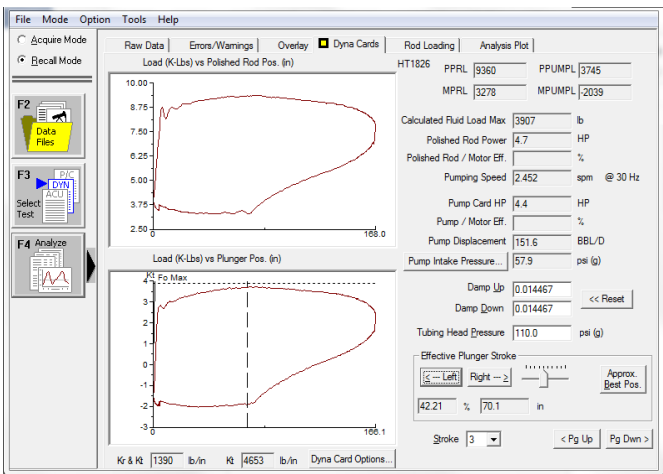 File Mode Option Tools Help
Acquire Mode
Recall Mode
F2
Data
Files
F3
P/C
DYN
ACU
Select
Test
F4 Analyze
Raw Data
Errors/Warnings
Overlay
Dyna Cards
Rod Loading
Analysis Plot
Load (K-Lbs) vs Polished Rod Pos. (in)
10.00
8.75
7.50
6.25
5.00
3.75
2.50
0
168.0
Load (K-Lbs) vs Plunger Pos. (in)
Kt Fo Max
4
3
2
1
0
-1
-2
-3
0
166.1
Kr & Kt 1390 lb/in Kt 4653 lb/in Dyna Card Options...
HT1826
PPRL 9360 PPUMPL 3745
MPRL 3278 MPUMPL -2039
Calculated Fluid Load Max 3907 lb
Polished Rod Power 4.7 HP
Polished Rod / Motor Eff. %
Pumping Speed 2.452 spm @ 30 Hz
Pump Card HP 4.4 HP
Pump / Motor Eff. %
Pump Displacement 151.6 BBL/D
Pump Intake Pressure... 57.9 psi (g)
Damp Up 0.014467
Damp Down 0.014467
<< Reset
Tubing Head Pressure 110.0 psi (g)
Effective Plunger Stroke
<--- Left Right ---> 
Approx.
Best Pos.
42.21 % 70.1 in
Stroke 3 < Pg Up Pg Dwn >